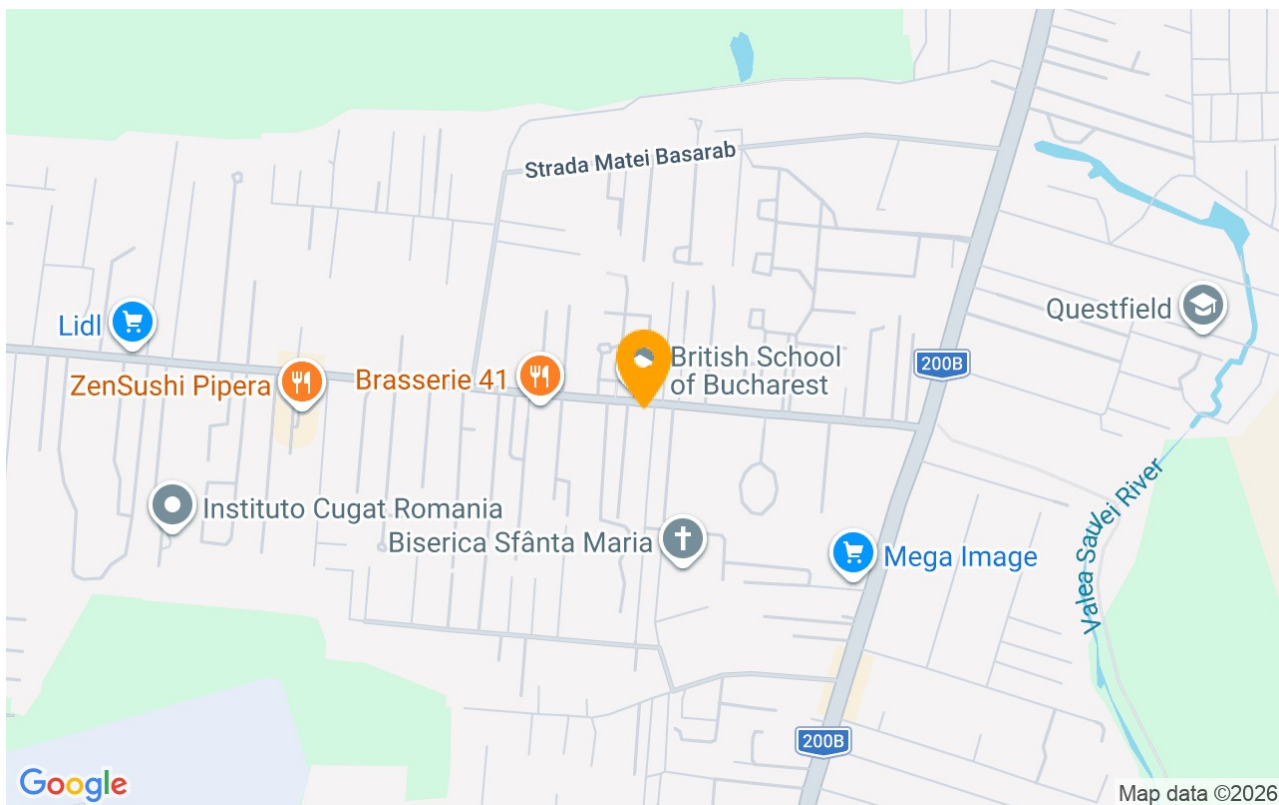 Strada Matei Basarab
Lidl
Questfield
British School
of Bucharest
200B
ZenSushi Pipera
Brasserie 41
Instituto Cugat Romania
Biserica Sfânta Maria
Mega Image
Valea Saulei River
200B
Google
Map data ©2026